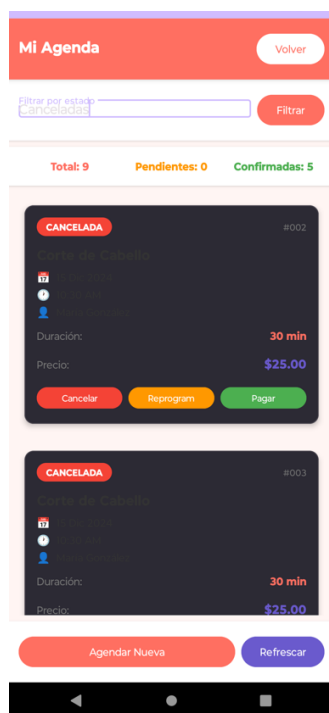 Mi Agenda
Volver
Filtrar por estado
Canceladas
Filtrar
Total: 9
Pendientes: 0
Confirmadas: 5
CANCELADA
#002
Corte de Cabello
Duración:
30 min
Precio:
$25.00
Cancelar
Reprogram
Pagar
CANCELADA
#003
Corte de Cabello
Duración:
30 min
Precio:
$25.00
Agendar Nueva
Refrescar